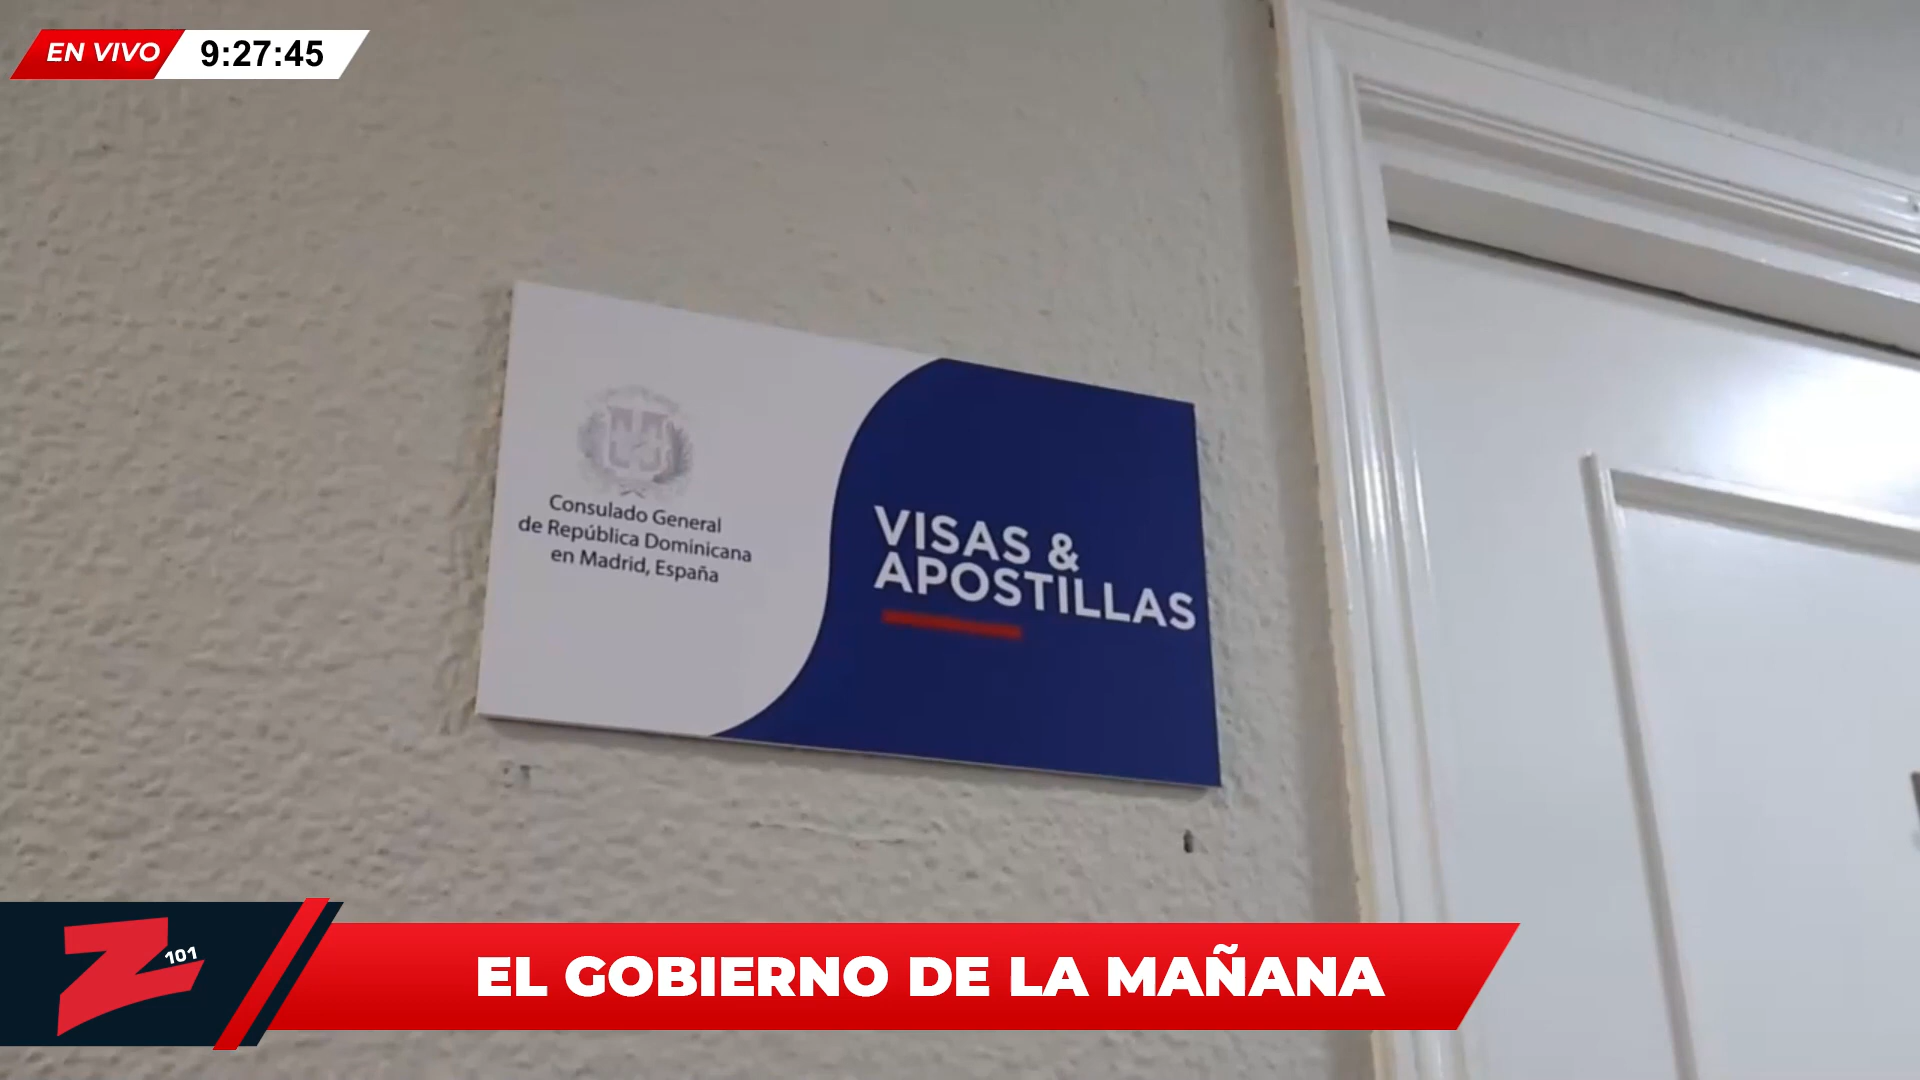 EN VIVO 9:27:45
Consulado General
de República Dominicana
en Madrid, España
VISAS &
APOSTILLAS
Z 101
EL GOBIERNO DE LA MAÑANA